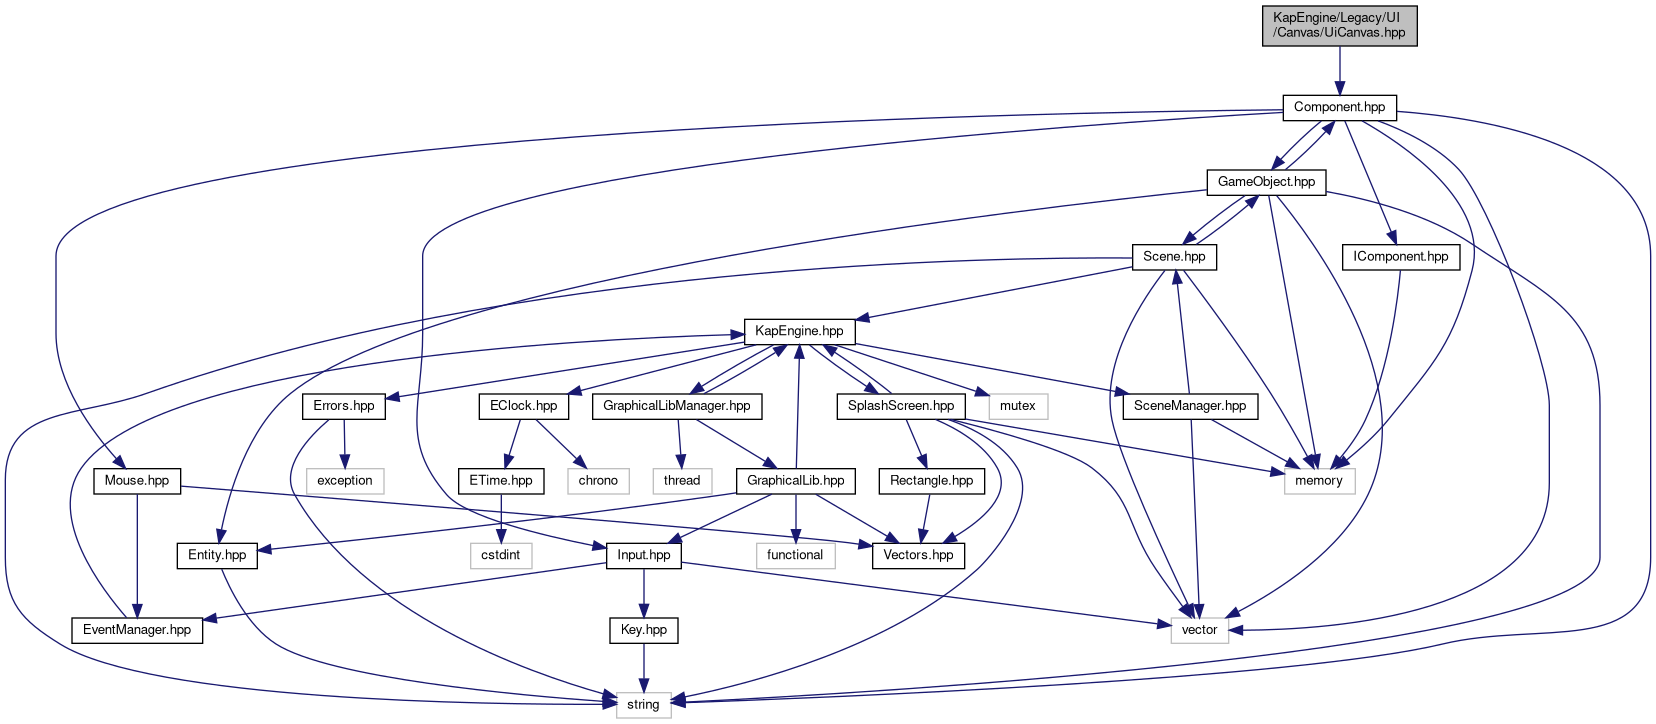 KapEngine/Legacy/UI
/Canvas/UiCanvas.hpp
Component.hpp
GameObject.hpp
Scene.hpp
IComponent.hpp
KapEngine.hpp
Errors.hpp
EClock.hpp
GraphicalLibManager.hpp
SplashScreen.hpp
mutex
SceneManager.hpp
Mouse.hpp
exception
ETime.hpp
chrono
thread
GraphicalLib.hpp
Rectangle.hpp
memory
Entity.hpp
cstdint
Input.hpp
functional
Vectors.hpp
EventManager.hpp
Key.hpp
vector
string